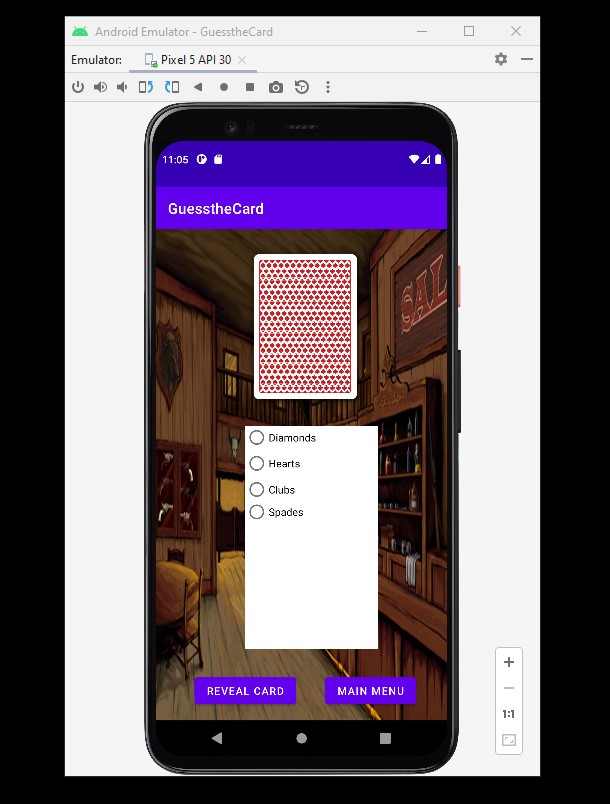 Android Emulator - GuesstheCard
Emulator: Pixel 5 API 30
11:05
GuesstheCard
SAL
Diamonds
Hearts
Clubs
Spades
REVEAL CARD MAIN MENU
1:1